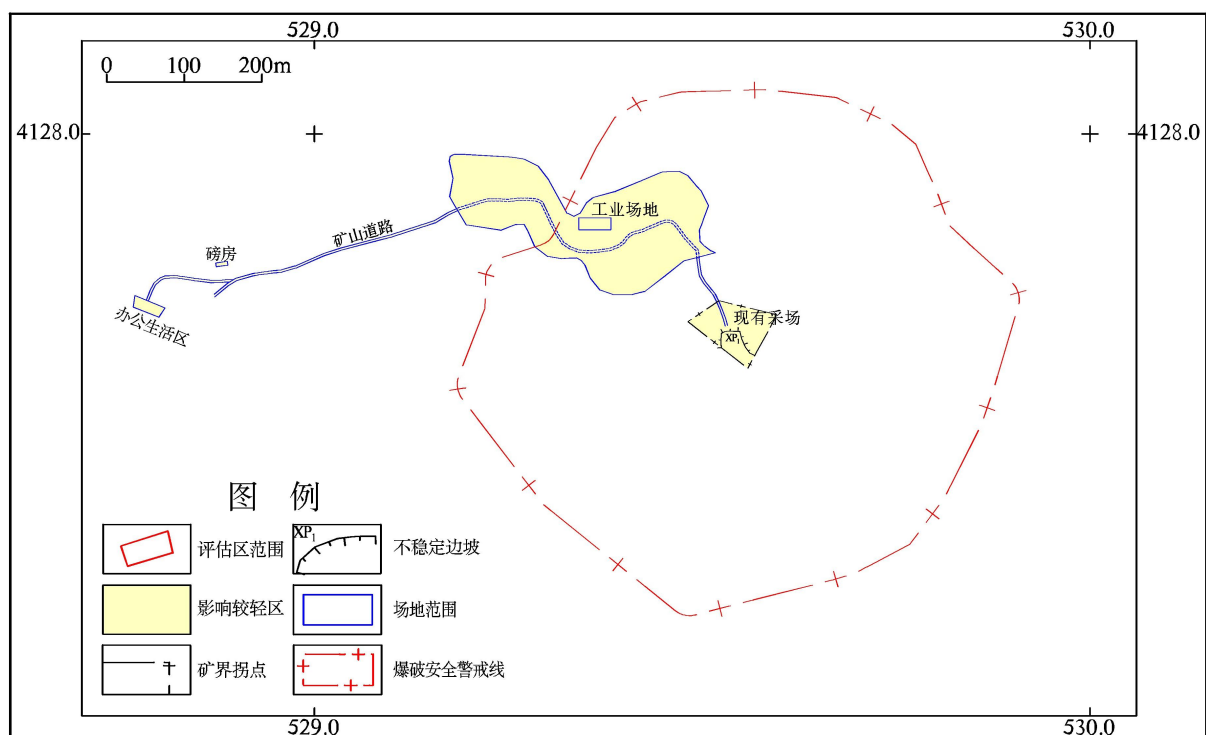 529.0
530.0
0
100
200m
4128.0
4128.0
工业场地
矿山道路
磅房
办公生活区
现有采场
XP
图 例
评估区范围
XP1
不稳定边坡
影响较轻区
场地范围
矿界拐点
爆破安全警戒线
529.0
530.0